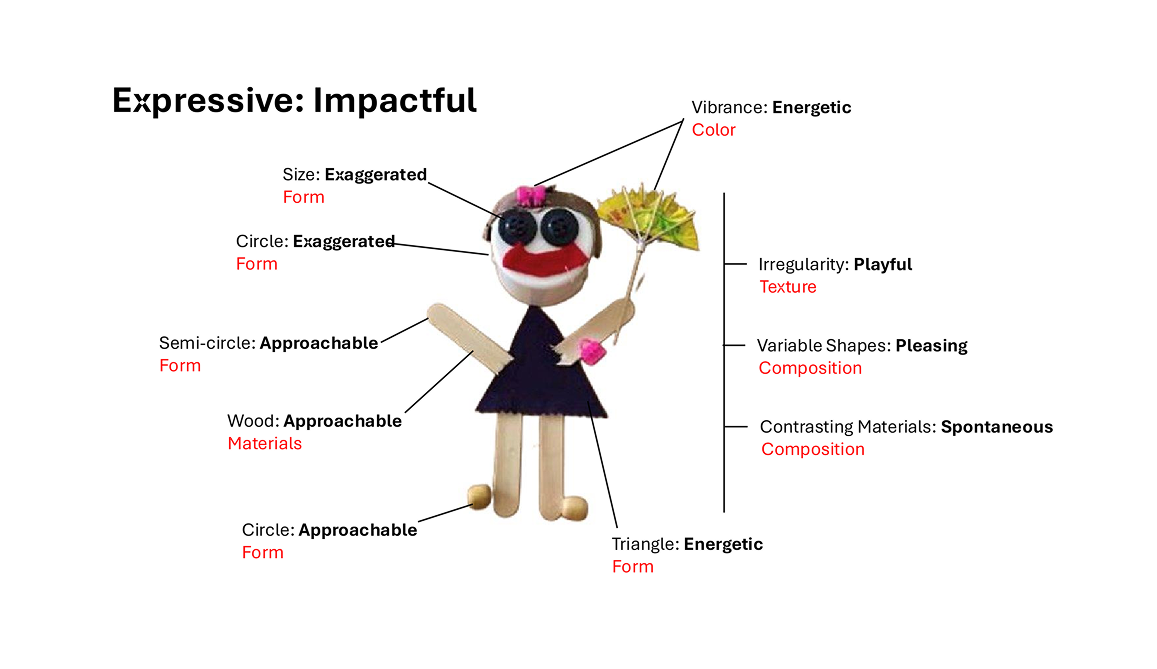 Expressive: Impactful
Vibrance: Energetic
Color
Size: Exaggerated
Form
Circle: Exaggerated
Form
Irregularity: Playful
Texture
Semi-circle: Approachable
Form
Variable Shapes: Pleasing
Composition
Wood: Approachable
Materials
Contrasting Materials: Spontaneous
Composition
Circle: Approachable
Form
Triangle: Energetic
Form